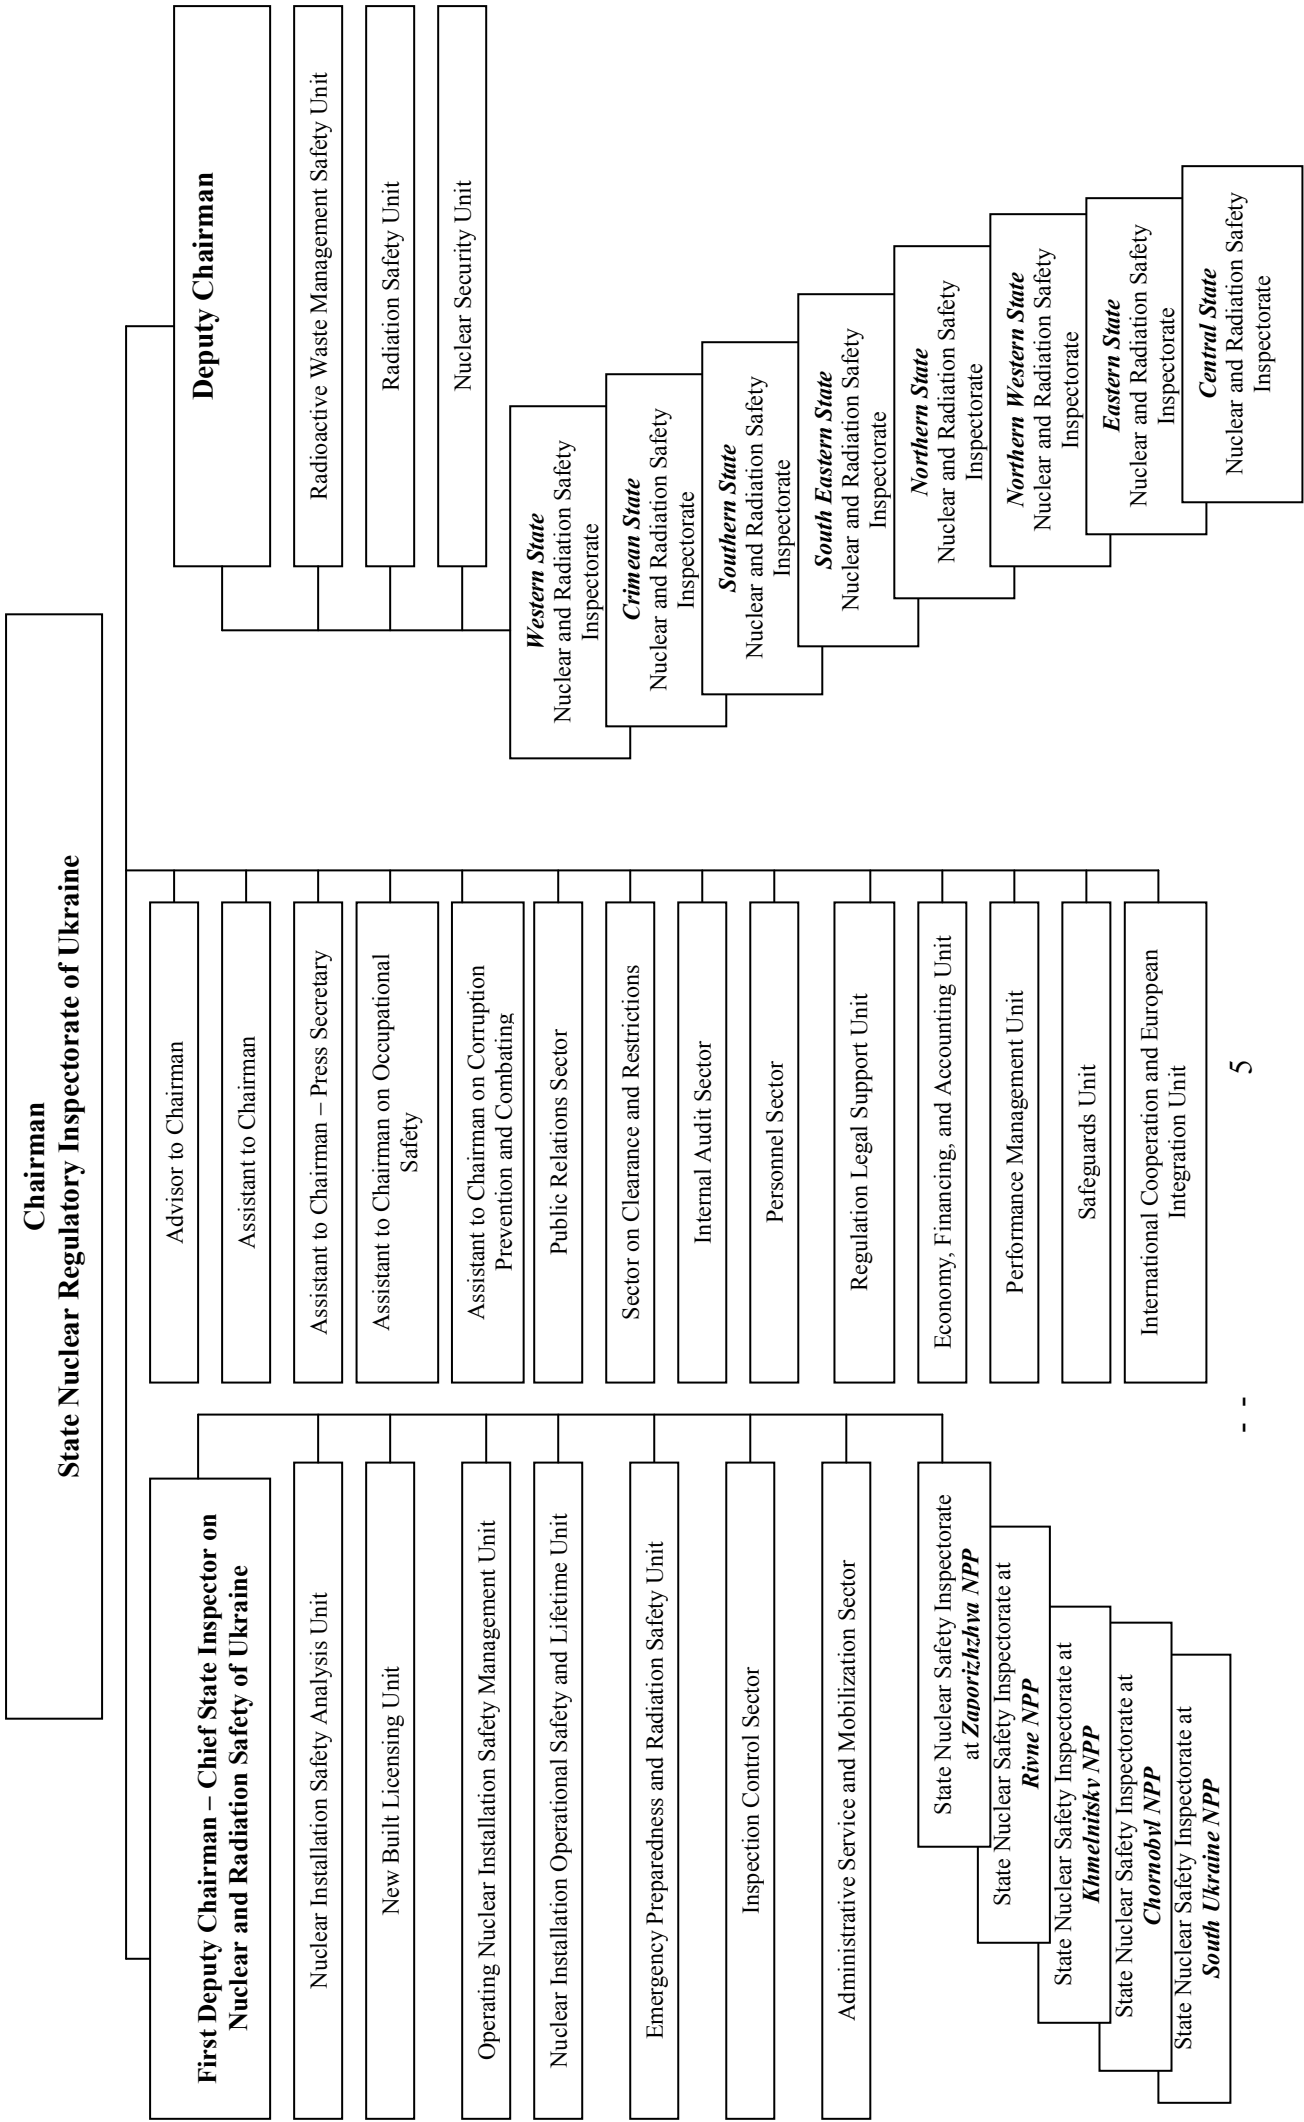 Chairman
State Nuclear Regulatory Inspectorate of Ukraine
First Deputy Chairman – Chief State Inspector on
Nuclear and Radiation Safety of Ukraine
Nuclear Installation Safety Analysis Unit
New Built Licensing Unit
Operating Nuclear Installation Safety Management Unit
Nuclear Installation Operational Safety and Lifetime Unit
Emergency Preparedness and Radiation Safety Unit
Inspection Control Sector
Administrative Service and Mobilization Sector
State Nuclear Safety Inspectorate
at Zaporizhzhya NPP
State Nuclear Safety Inspectorate at
Rivne NPP
State Nuclear Safety Inspectorate at
Khmelnitsky NPP
State Nuclear Safety Inspectorate at
Chornobyl NPP
State Nuclear Safety Inspectorate at
South Ukraine NPP
Advisor to Chairman
Assistant to Chairman
Assistant to Chairman – Press Secretary
Assistant to Chairman on Occupational
Safety
Assistant to Chairman on Corruption
Prevention and Combating
Public Relations Sector
Sector on Clearance and Restrictions
Internal Audit Sector
Personnel Sector
Regulation Legal Support Unit
Economy, Financing, and Accounting Unit
Performance Management Unit
Safeguards Unit
International Cooperation and European
Integration Unit
Deputy Chairman
Radioactive Waste Management Safety Unit
Radiation Safety Unit
Nuclear Security Unit
Western State
Nuclear and Radiation Safety
Inspectorate
Crimean State
Nuclear and Radiation Safety
Inspectorate
Southern State
Nuclear and Radiation Safety
Inspectorate
South Eastern State
Nuclear and Radiation Safety
Inspectorate
Northern State
Nuclear and Radiation Safety
Inspectorate
Northern Western State
Nuclear and Radiation Safety
Inspectorate
Eastern State
Nuclear and Radiation Safety
Inspectorate
Central State
Nuclear and Radiation Safety
Inspectorate
- - 5